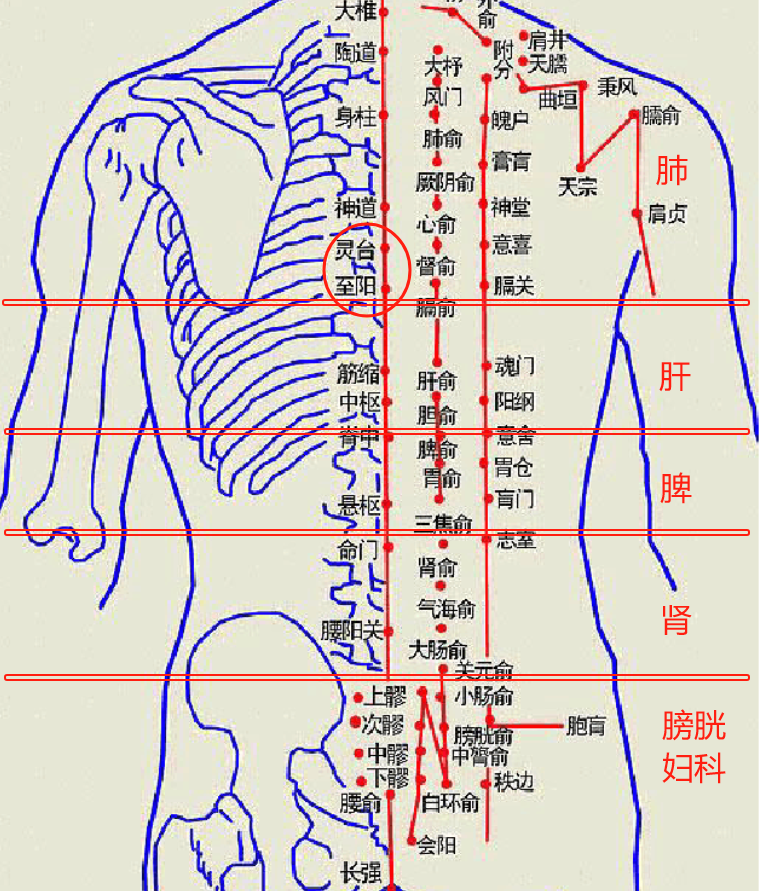 大椎
俞
附
分
肩井
天髎
陶道
大杼
曲垣
秉风
风门
身柱
魄户
臑俞
肺俞
膏肓
肺
厥阴俞
天宗
神道
神堂
肩贞
心俞
灵台
意喜
督俞
至阳
膈关
膈俞
魂门
筋缩
肝俞
肝
中枢
阳纲
胆俞
脊中
意舍
脾俞
胃仓
胃俞
脾
悬枢
肓门
三焦俞
志室
命门
肾俞
气海俞
肾
腰阳关
大肠俞
关元俞
上髎
小肠俞
次髎
膀胱俞
胞肓
膀胱
妇科
中髎
中膂俞
下髎
秩边
腰俞
白环俞
会阳
长强